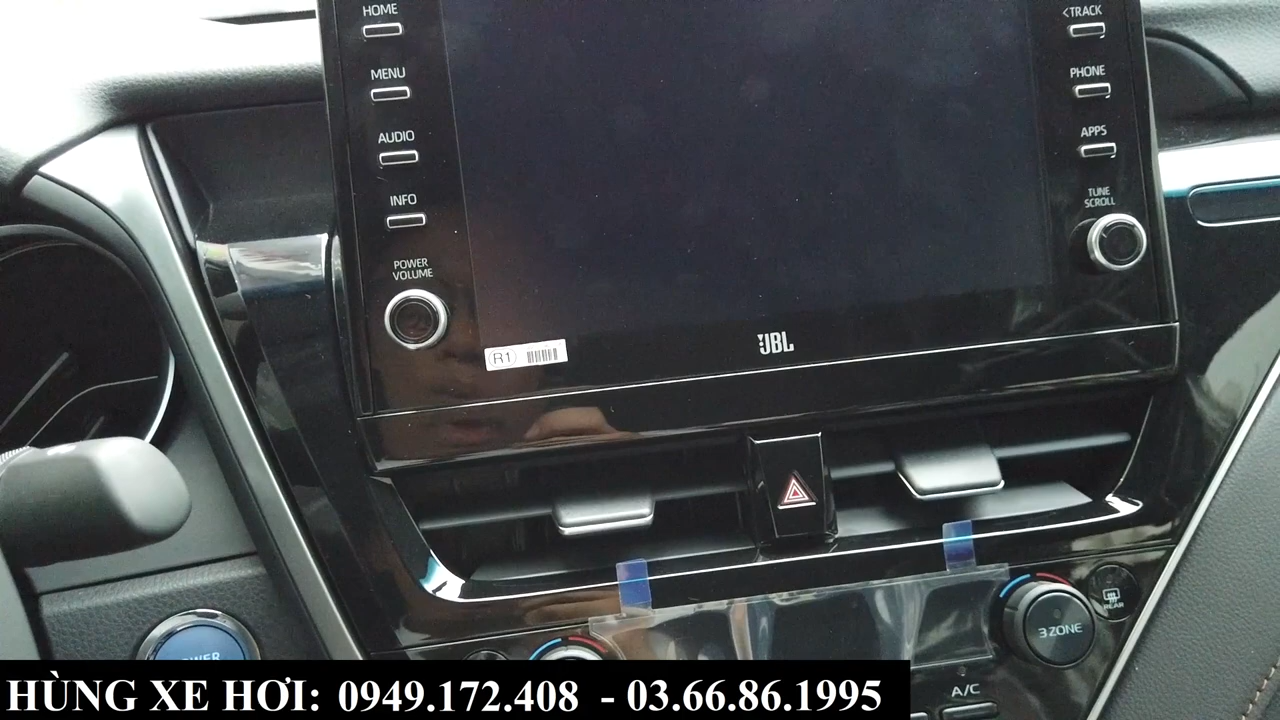 HOME
MENU
AUDIO
INFO
POWER
VOLUME
<TRACK
PHONE
APPS
TUNE
SCROLL
R1
JBL
3 ZONE
REAR
A/C
HÙNG XE HƠI: 0949.172.408 - 03.66.86.1995